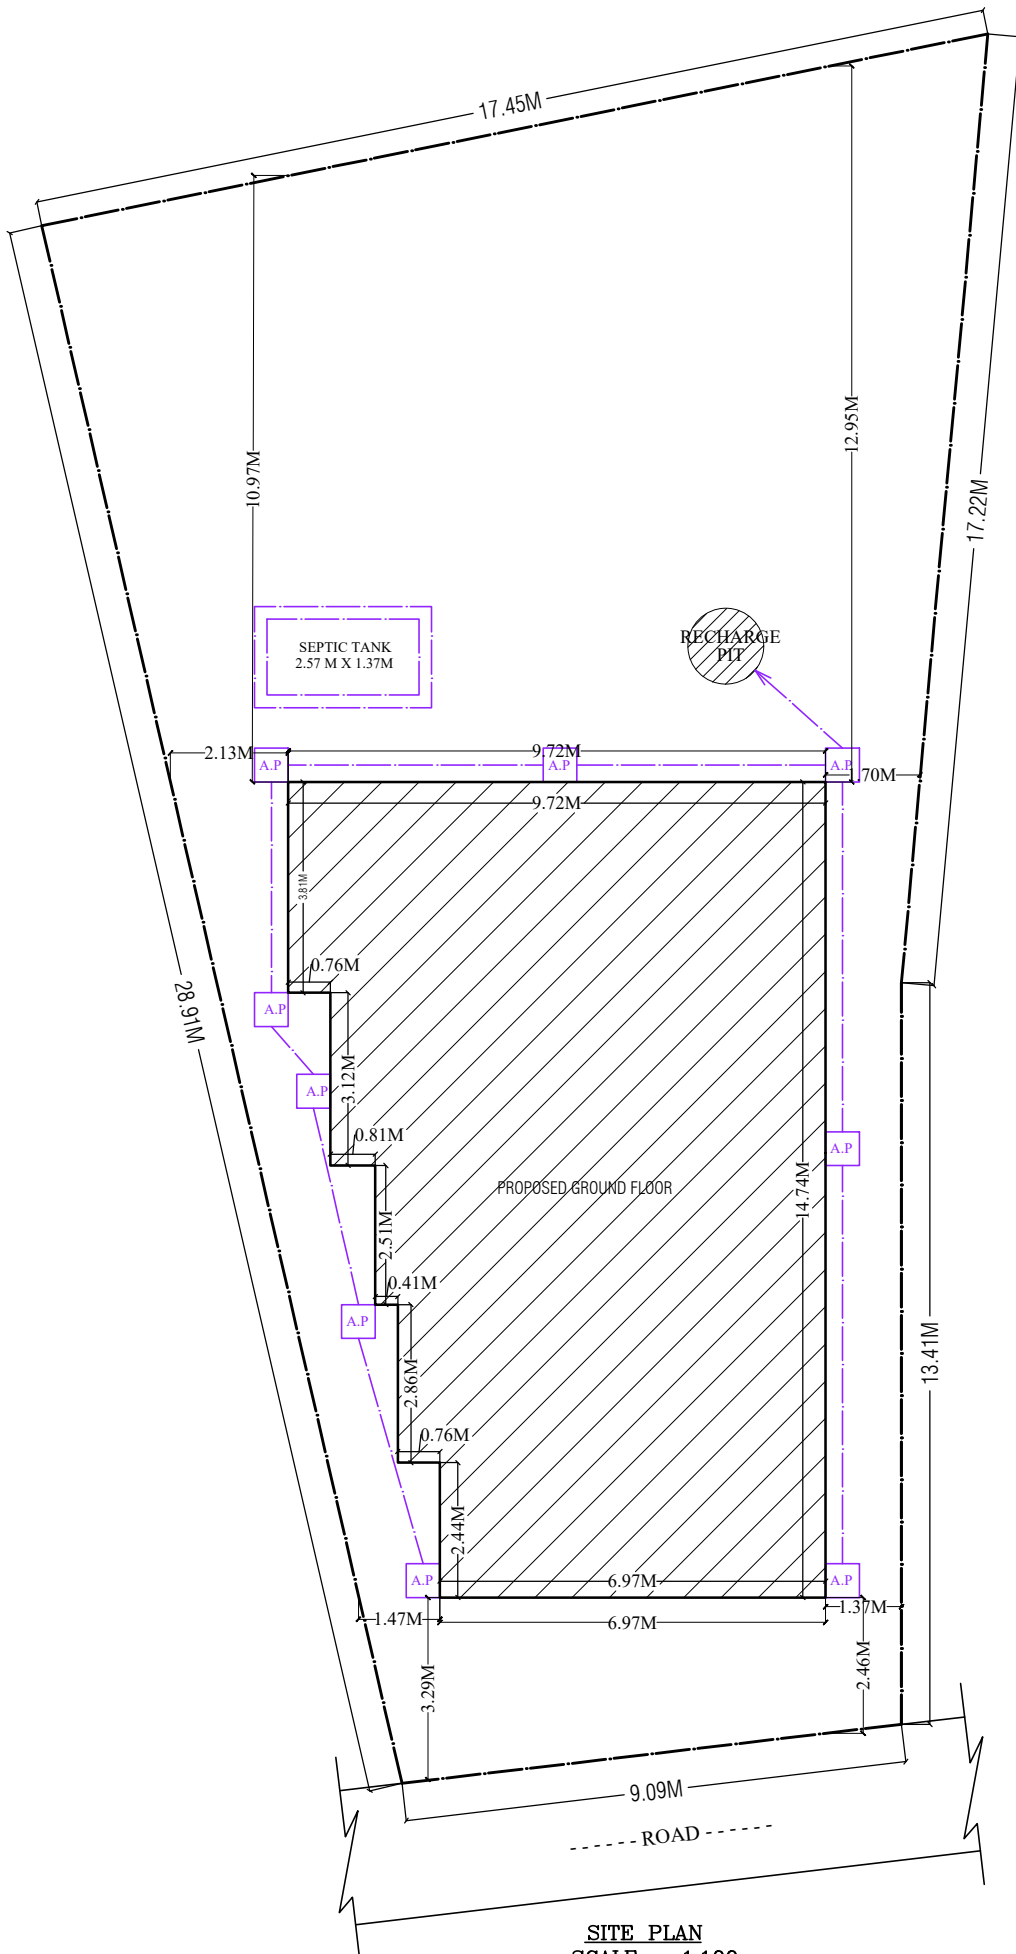 17.45M
10.97M
12.95M
17.22M
SEPTIC TANK
2.57 M X 1.37M
RECHARGE
PIT
2.13M
9.72M
A.P
A.P
A.P
70M
9.72M
3.81M
0.76M
28.91M
A.P
3.12M
A.P
0.81M
A.P
PROPOSED GROUND FLOOR
14.74M
2.51M
0.41M
A.P
13.41M
2.86M
0.76M
2.44M
A.P
6.97M
A.P
1.47M
6.97M
1.37M
3.29M
2.46M
9.09M
------ ROAD ------
SITE PLAN